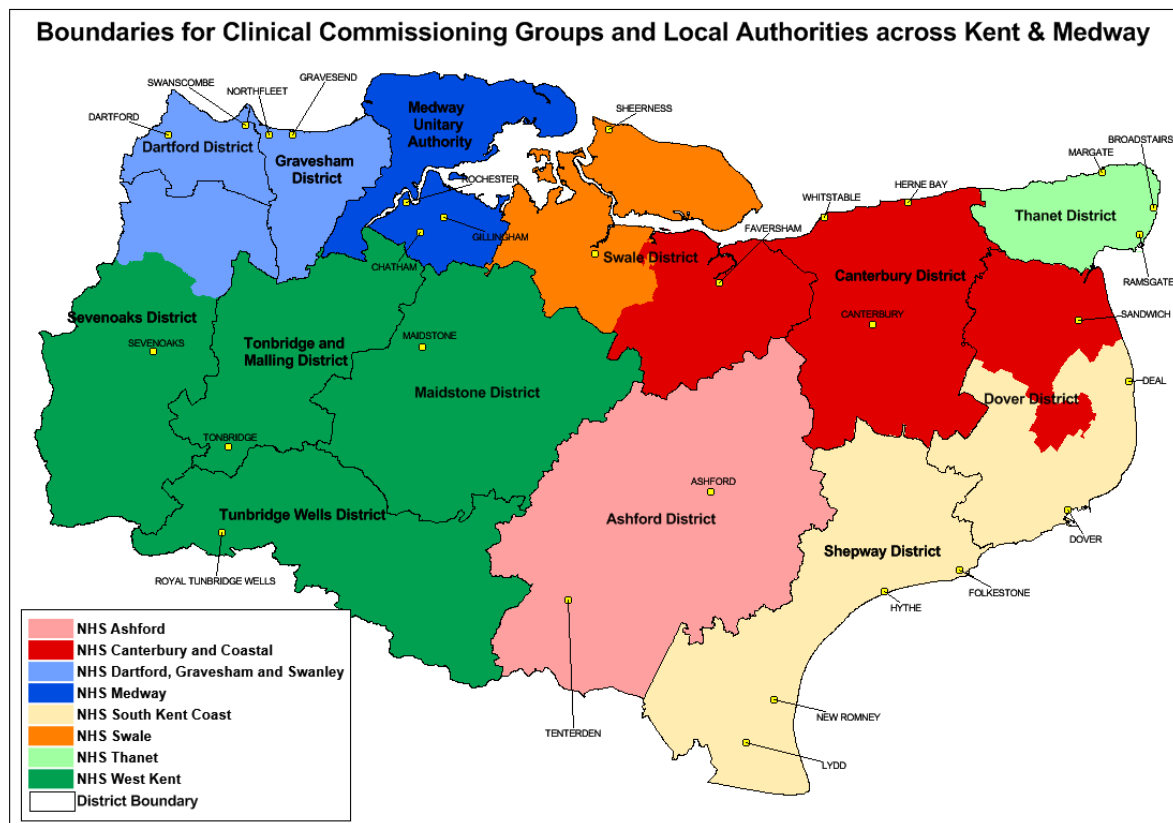 Boundaries for Clinical Commissioning Groups and Local Authorities across Kent & Medway
SWANSCOMBE
NORTHFLEET
GRAVESEND
DARTFORD
Dartford District
Gravesham
District
Medway
Unitary
Authority
SHEERNESS
ROCHESTER
GILLINGHAM
CHATHAM
BROADSTAIRS
MARGATE
HERNE BAY
WHITSTABLE
Thanet District
RAMSGATE
FAVERSHAM
Swale District
Canterbury District
CANTERBURY
SANDWICH
Sevenoaks District
SEVENOAKS
Tonbridge and
Malling District
MAIDSTONE
Maidstone District
DEAL
Dover District
TONBRIDGE
ASHFORD
Ashford District
Tunbridge Wells District
ROYAL TUNBRIDGE WELLS
DOVER
Shepway District
FOLKESTONE
HYTHE
NEW ROMNEY
TENTERDEN
LYDD
NHS Ashford
NHS Canterbury and Coastal
NHS Dartford, Gravesham and Swanley
NHS Medway
NHS South Kent Coast
NHS Swale
NHS Thanet
NHS West Kent
District Boundary